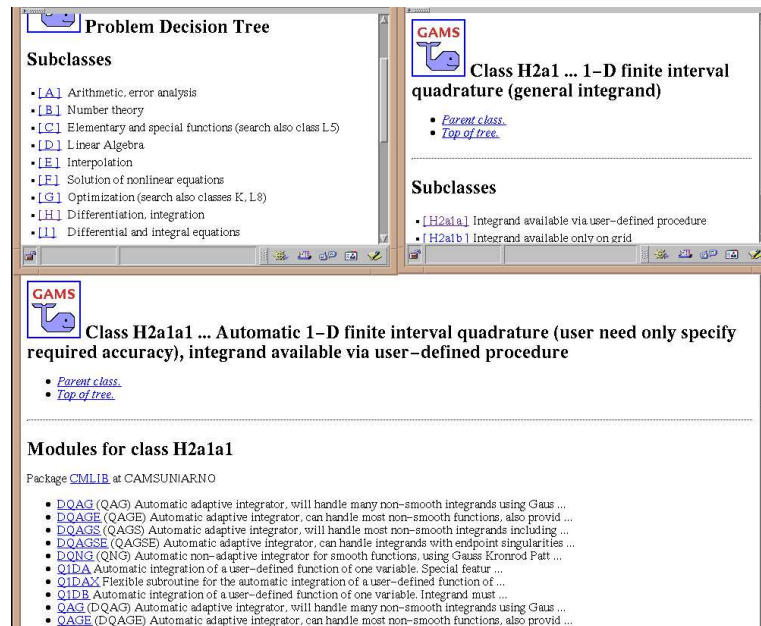 GAMS
Problem Decision Tree
Subclasses
[A] Arithmetic, error analysis
[B] Number theory
[C] Elementary and special functions (search also class L5)
[D] Linear Algebra
[E] Interpolation
[F] Solution of nonlinear equations
[G] Optimization (search also classes K, L8)
[H] Differentiation, integration
[I] Differential and integral equations
GAMS
Class H2a1 ... 1-D finite interval
quadrature (general integrand)
Parent class.
Top of tree.
Subclasses
[H2a1a] Integrand available via user-defined procedure
[H2a1b] Integrand available only on grid
GAMS
Class H2a1a1 ... Automatic 1-D finite interval quadrature (user need only specify
required accuracy), integrand available via user-defined procedure
Parent class.
Top of tree.
Modules for class H2a1a1
Package CMLIB at CAMSUN\ARNO
DQAG (QAG) Automatic adaptive integrator, will handle many non-smooth integrands using Gaus ...
DQAGE (QAGE) Automatic adaptive integrator, can handle most non-smooth functions, also provid ...
DQAGS (QAGS) Automatic adaptive integrator, will handle most non-smooth integrands including ...
DQAGSE (QAGSE) Automatic adaptive integrator, can handle integrands with endpoint singularities ...
DQNG (QNG) Automatic non-adaptive integrator for smooth functions, using Gauss Kronrod Patt ...
Q1DA Automatic integration of a user-defined function of one variable. Special featur ...
Q1DAX Flexible subroutine for the automatic integration of a user-defined function of ...
Q1DB Automatic integration of a user-defined function of one variable. Integrand must ...
QAG (DQAG) Automatic adaptive integrator, will handle many non-smooth integrands using Gaus ...
QAGE (DQAGE) Automatic adaptive integrator, can handle most non-smooth functions, also provid ...